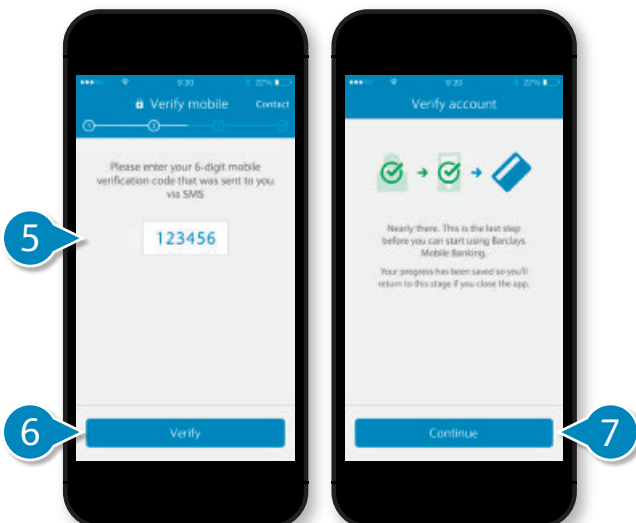 9:20 22%
Verify mobile Contact
1 2
Please enter your 6-digit mobile
verification code that was sent to you
via SMS
123456
5
Verify
6
9:20 22%
Verify account
Nearly there. This is the last step
before you can start using Barclays
Mobile Banking.
Your progress has been saved so you'll
return to this stage if you close the app.
Continue
7